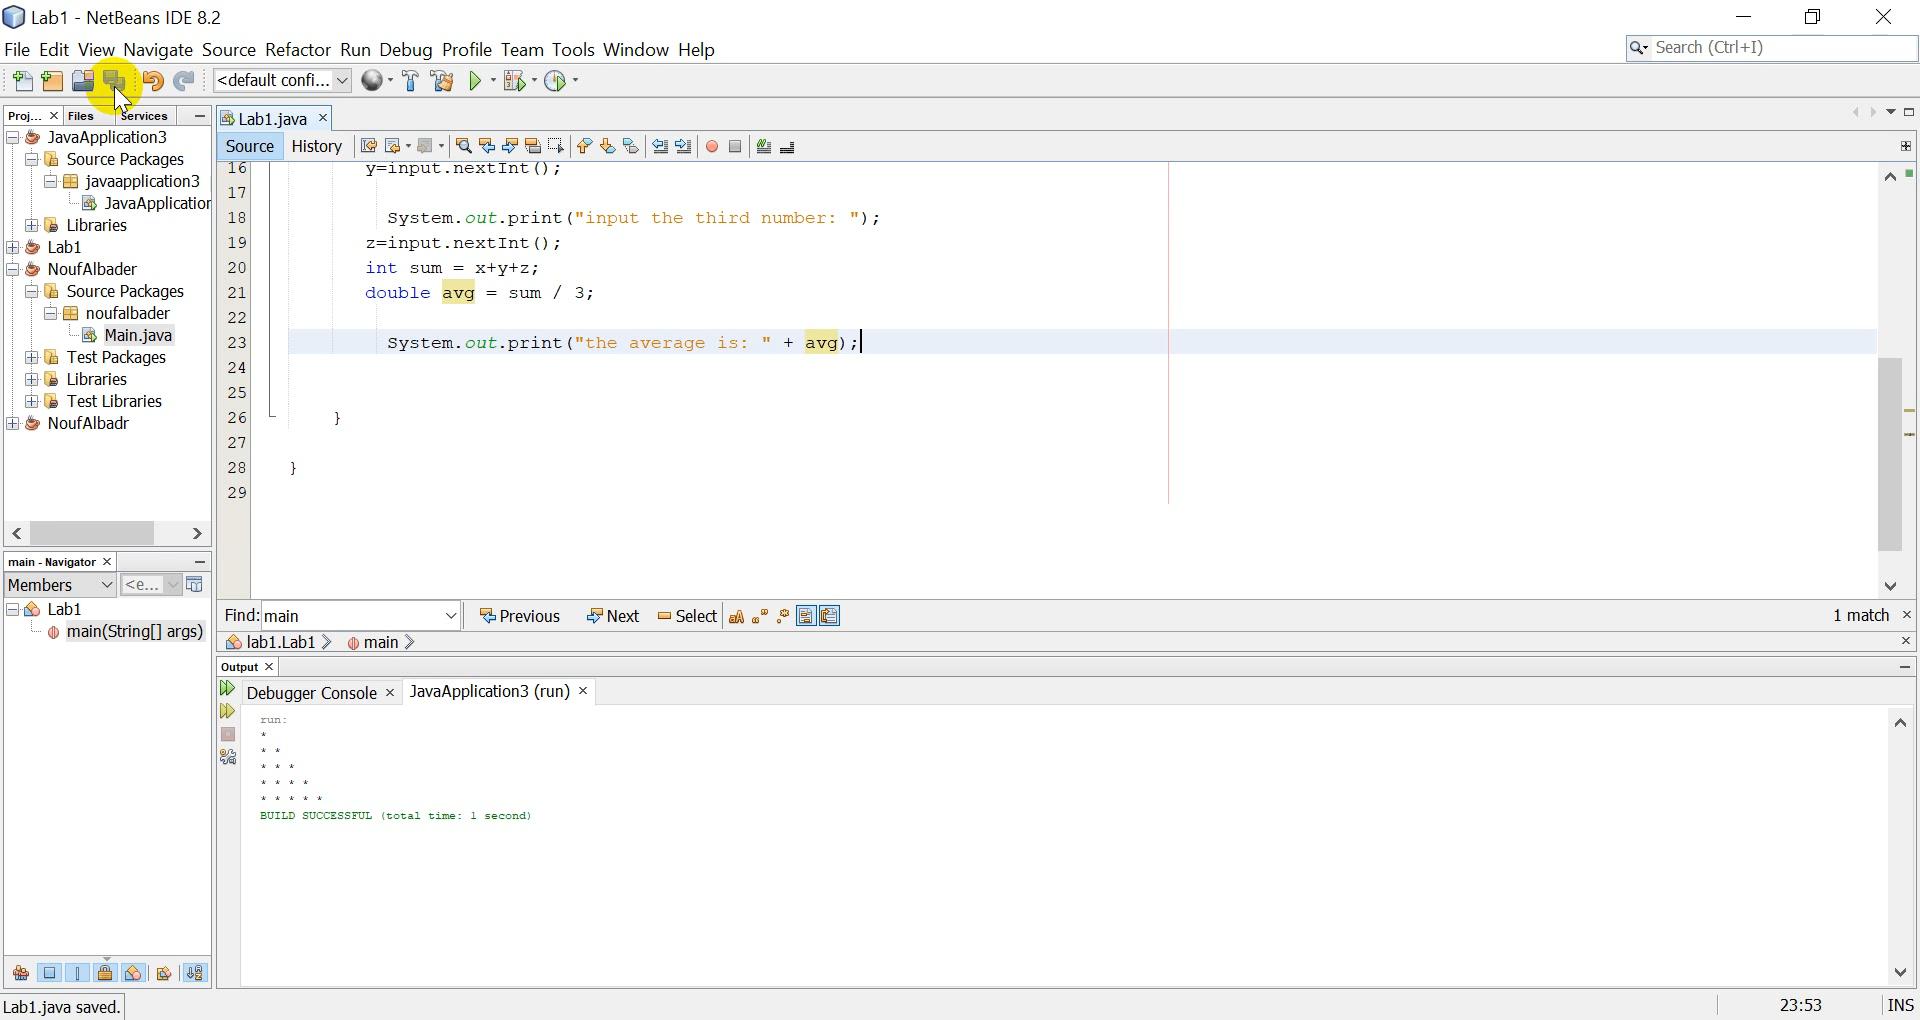 Lab1 - NetBeans IDE 8.2
File Edit View Navigate Source Refactor Run Debug Profile Team Tools Window Help
Search (Ctrl+I)
<default confi...
Proj... Files Services
JavaApplication3
Source Packages
javaapplication3
JavaApplication
Libraries
Lab1
NoufAlbader
Source Packages
noufalbader
Main.java
Test Packages
Libraries
Test Libraries
NoufAlbadr
Lab1.java
Source History
16 y=input.nextInt();
17
18 System.out.print("input the third number: ");
19 z=input.nextInt();
20 int sum = x+y+z;
21 double avg = sum / 3;
22
23 System.out.print("the average is: " + avg);
24
25
26 }
27
28 }
29
Find: main Previous Next Select 1 match
lab1.Lab1 main
main - Navigator
Members <e...
Lab1
main(String[] args)
Output
Debugger Console JavaApplication3 (run)
run:
*
* *
* * *
* * * *
* * * * *
BUILD SUCCESSFUL (total time: 1 second)
Lab1.java saved.
23:53 INS